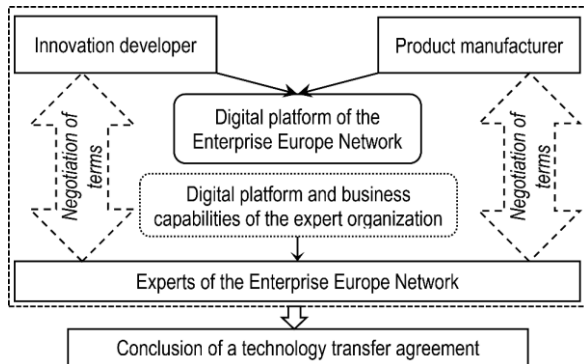 Innovation developer
Product manufacturer
Digital platform of the
Enterprise Europe Network
Negotiation of
terms
Negotiation of
terms
Digital platform and business
capabilities of the expert organization
Experts of the Enterprise Europe Network
Conclusion of a technology transfer agreement